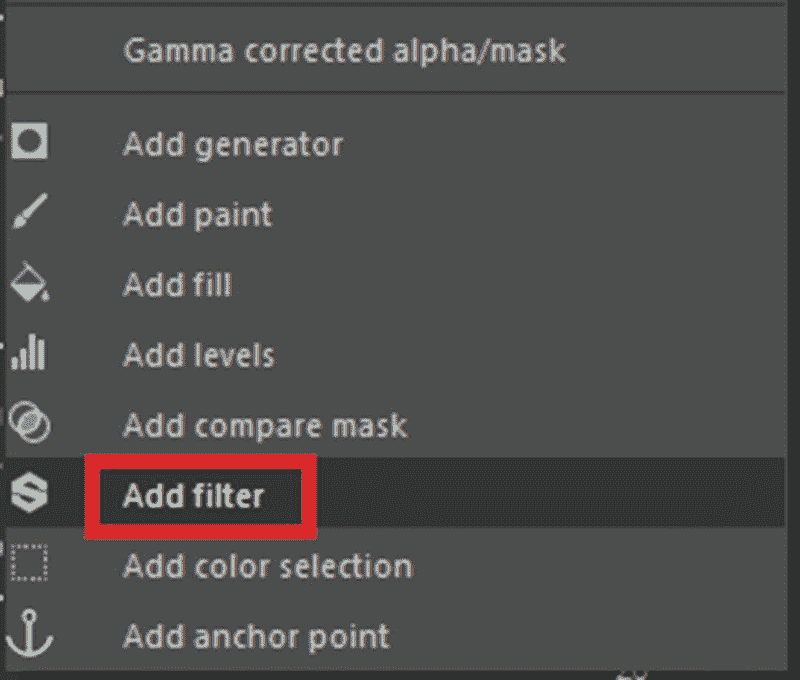 Gamma corrected alpha/mask
Add generator
Add paint
Add fill
Add levels
Add compare mask
Add filter
Add color selection
Add anchor point